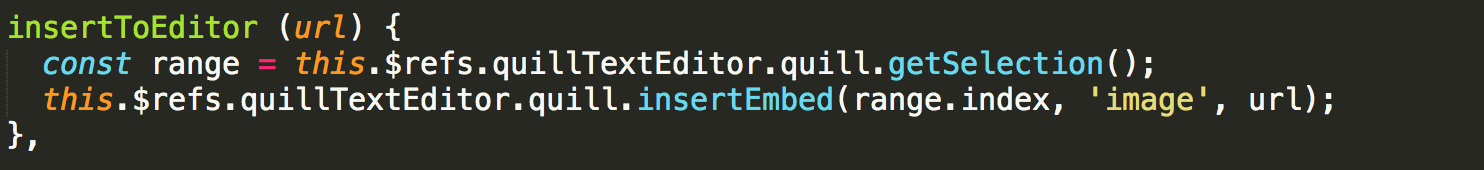 insertToEditor (url) {
  const range = this.$refs.quillTextEditor.quill.getSelection();
  this.$refs.quillTextEditor.quill.insertEmbed(range.index, 'image', url);
},